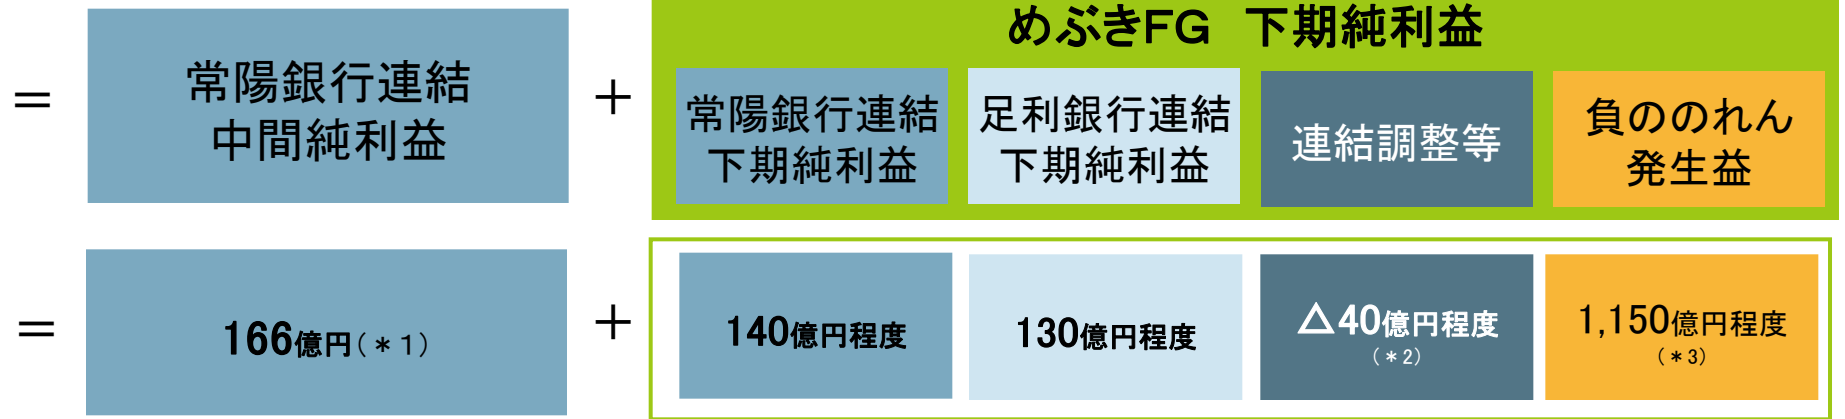 めぶきFG 下期純利益
＝
常陽銀行連結
中間純利益
＋
常陽銀行連結
下期純利益
足利銀行連結
下期純利益
連結調整等
負ののれん
発生益
＝
166億円(＊1)
＋
140億円程度
130億円程度
△40億円程度
(＊2)
1,150億円程度
(＊3)